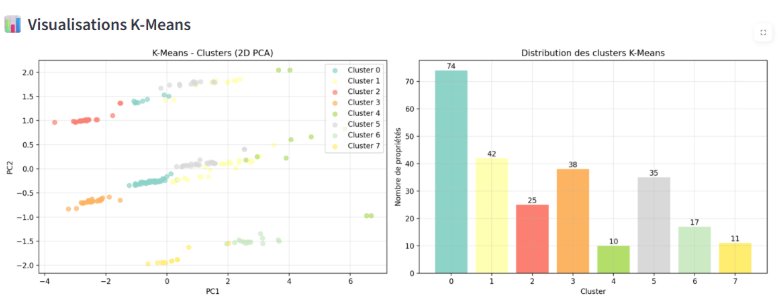 Visualisations K-Means
K-Means - Clusters (2D PCA)
2.0
1.5
1.0
0.5
0.0
−0.5
−1.0
−1.5
−2.0
PC2
−4
−2
0
2
4
6
PC1
Cluster 0
Cluster 1
Cluster 2
Cluster 3
Cluster 4
Cluster 5
Cluster 6
Cluster 7
Distribution des clusters K-Means
Nombre de propriétés
70
60
50
40
30
20
10
0
74
42
25
38
10
35
17
11
0
1
2
3
4
5
6
7
Cluster